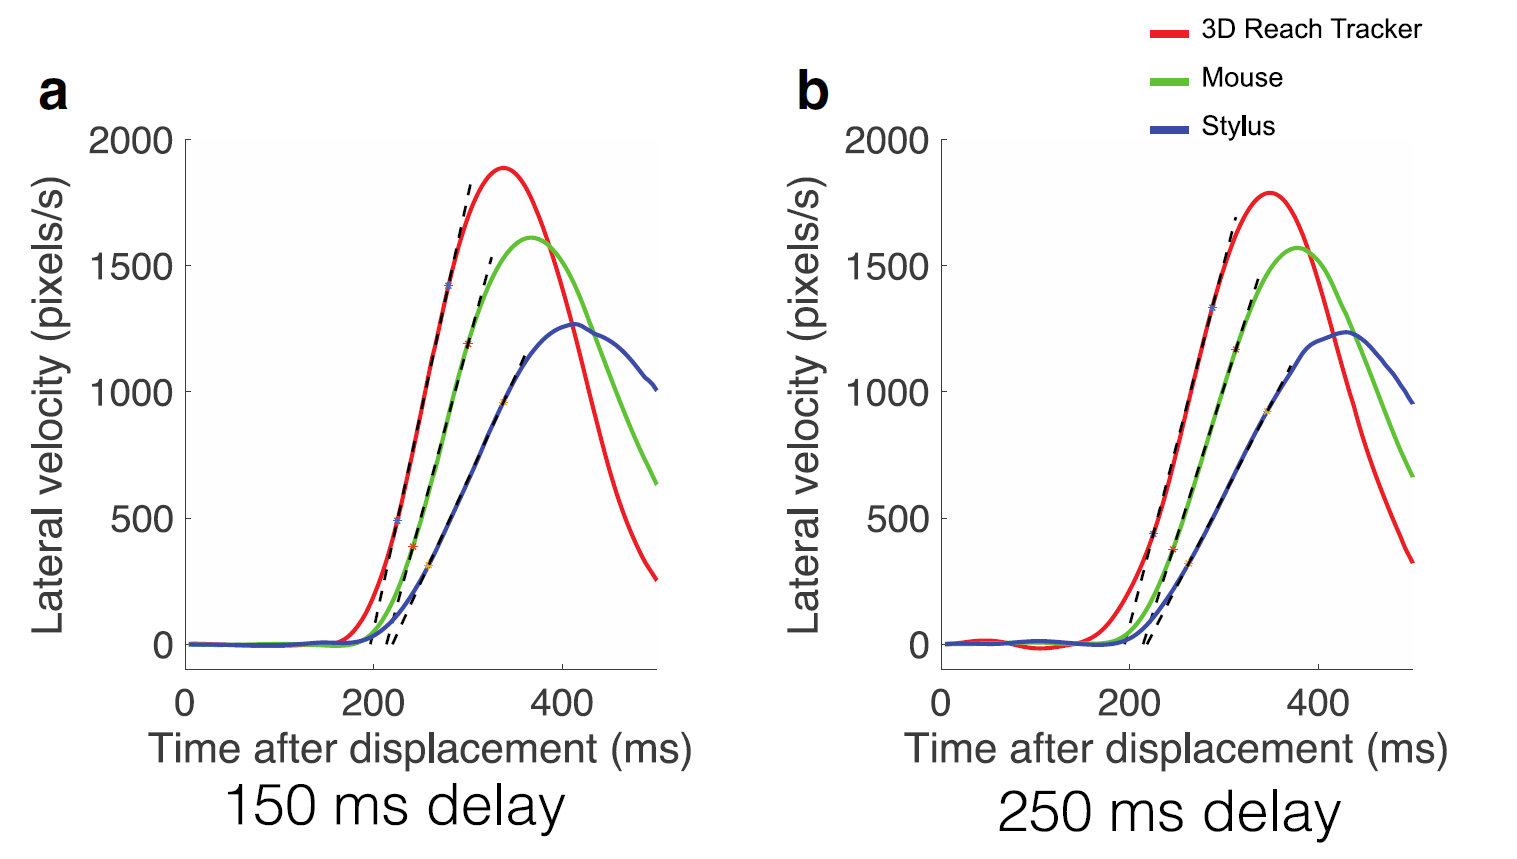 3D Reach Tracker
Mouse
Stylus
a
2000
1500
1000
500
0
0 200 400
Lateral velocity (pixels/s)
Time after displacement (ms)
150 ms delay
b
2000
1500
1000
500
0
0 200 400
Lateral velocity (pixels/s)
Time after displacement (ms)
250 ms delay